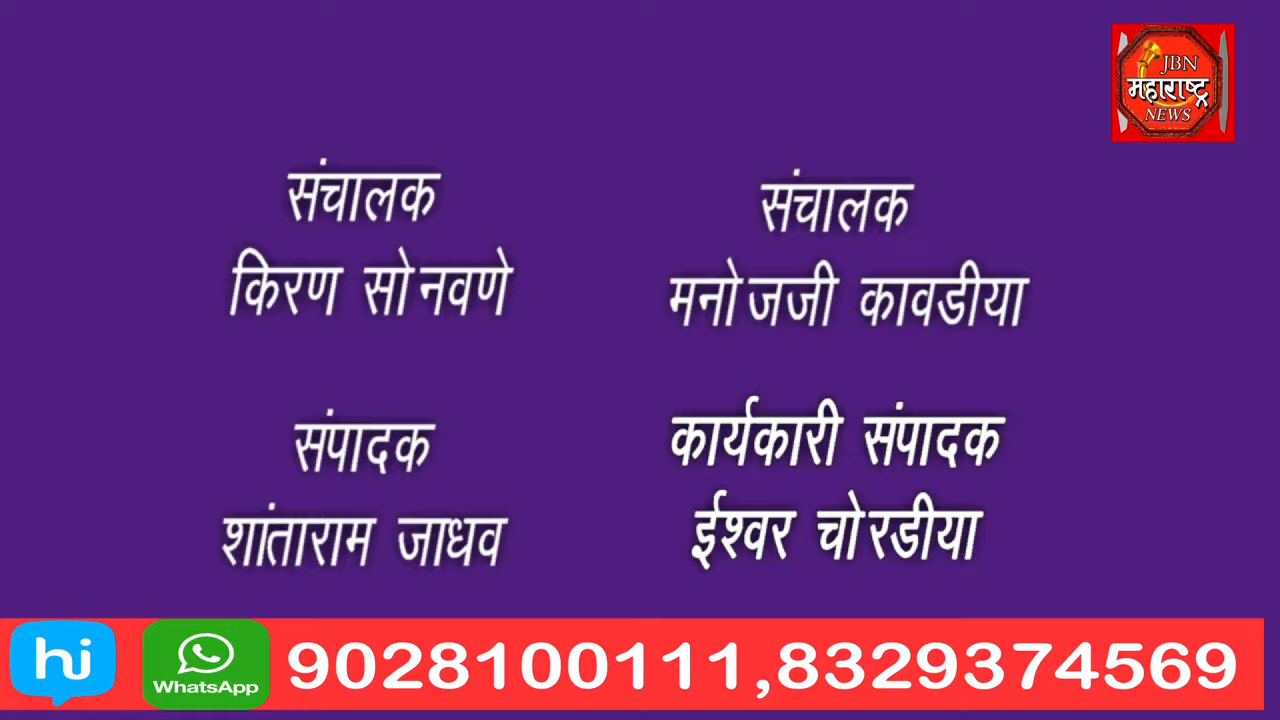 JBN
महाराष्ट्र
NEWS
संचालक
किरण सोनवणे
संचालक
मनोजजी कावडीया
संपादक
शांताराम जाधव
कार्यकारी संपादक
ईश्वर चोरडीया
hi
WhatsApp
9028100111,8329374569